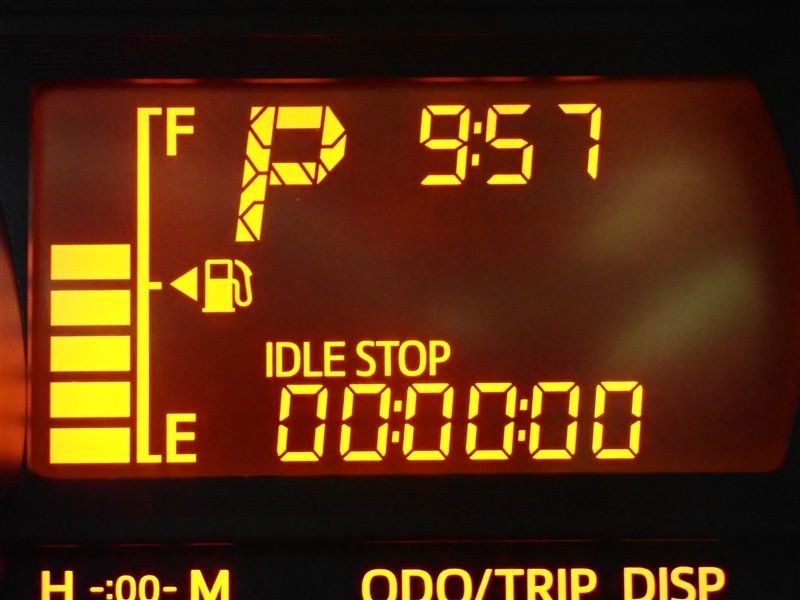 F
P
9:57
IDLE STOP
00:00:00
E
H -:00- M
ODO/TRIP DISP